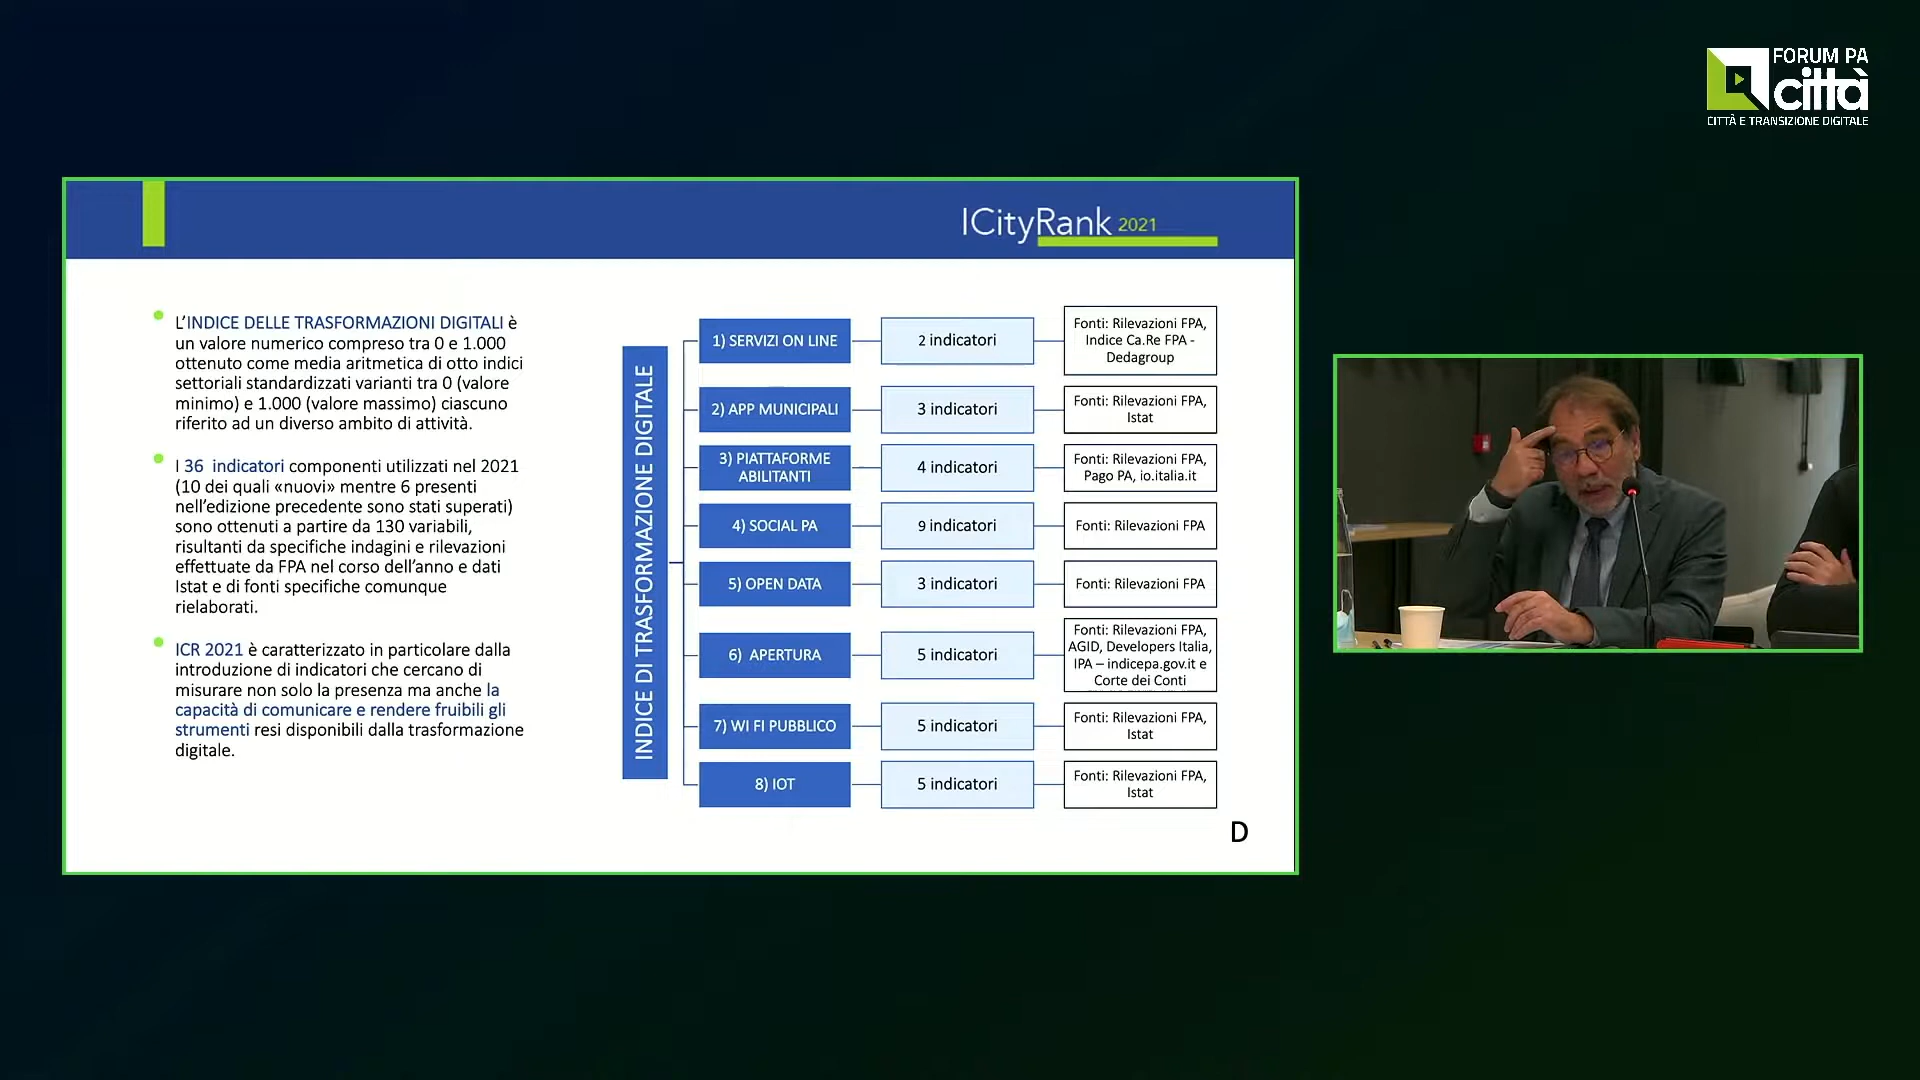 FORUM PA
città
CITTÀ E TRANSIZIONE DIGITALE
ICityRank 2021
L'INDICE DELLE TRASFORMAZIONI DIGITALI è
un valore numerico compreso tra 0 e 1.000
ottenuto come media aritmetica di otto indici
settoriali standardizzati varianti tra 0 (valore
minimo) e 1.000 (valore massimo) ciascuno
riferito ad un diverso ambito di attività.
I 36 indicatori componenti utilizzati nel 2021
(10 dei quali «nuovi» mentre 6 presenti
nell'edizione precedente sono stati superati)
sono ottenuti a partire da 130 variabili,
risultanti da specifiche indagini e rilevazioni
effettuate da FPA nel corso dell'anno e dati
Istat e di fonti specifiche comunque
rielaborati.
ICR 2021 è caratterizzato in particolare dalla
introduzione di indicatori che cercano di
misurare non solo la presenza ma anche la
capacità di comunicare e rendere fruibili gli
strumenti resi disponibili dalla trasformazione
digitale.
INDICE DI TRASFORMAZIONE DIGITALE
1) SERVIZI ON LINE
2 indicatori
Fonti: Rilevazioni FPA,
Indice Ca.Re FPA -
Dedagroup
2) APP MUNICIPALI
3 indicatori
Fonti: Rilevazioni FPA,
Istat
3) PIATTAFORME
ABILITANTI
4 indicatori
Fonti: Rilevazioni FPA,
Pago PA, io.italia.it
4) SOCIAL PA
9 indicatori
Fonti: Rilevazioni FPA
5) OPEN DATA
3 indicatori
Fonti: Rilevazioni FPA
6) APERTURA
5 indicatori
Fonti: Rilevazioni FPA,
AGID, Developers Italia,
IPA – indicepa.gov.it e
Corte dei Conti
7) WI FI PUBBLICO
5 indicatori
Fonti: Rilevazioni FPA,
Istat
8) IOT
5 indicatori
Fonti: Rilevazioni FPA,
Istat
D